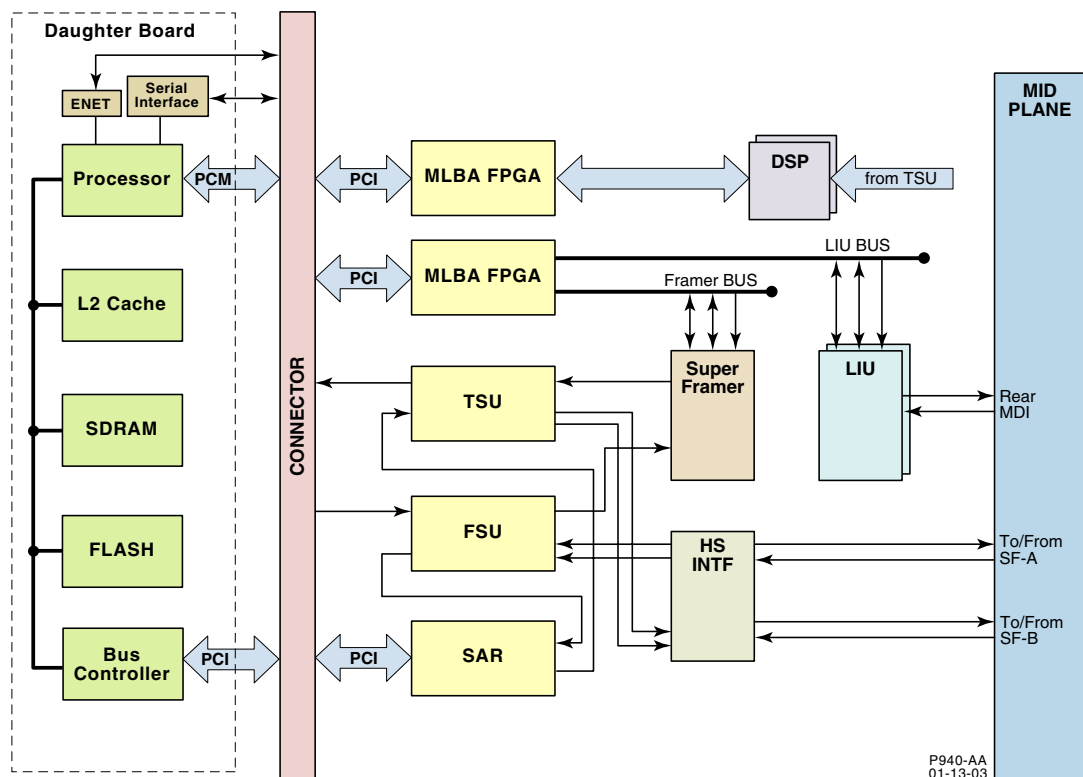 Daughter Board
ENET
Serial
Interface
Processor
PCM
L2 Cache
SDRAM
FLASH
Bus
Controller
PCI
CONNECTOR
PCI
MLBA FPGA
DSP
from TSU
PCI
MLBA FPGA
LIU BUS
Framer BUS
TSU
Super
Framer
LIU
FSU
HS
INTF
PCI
SAR
MID
PLANE
Rear
MDI
To/From
SF-A
To/From
SF-B
P940-AA
01-13-03